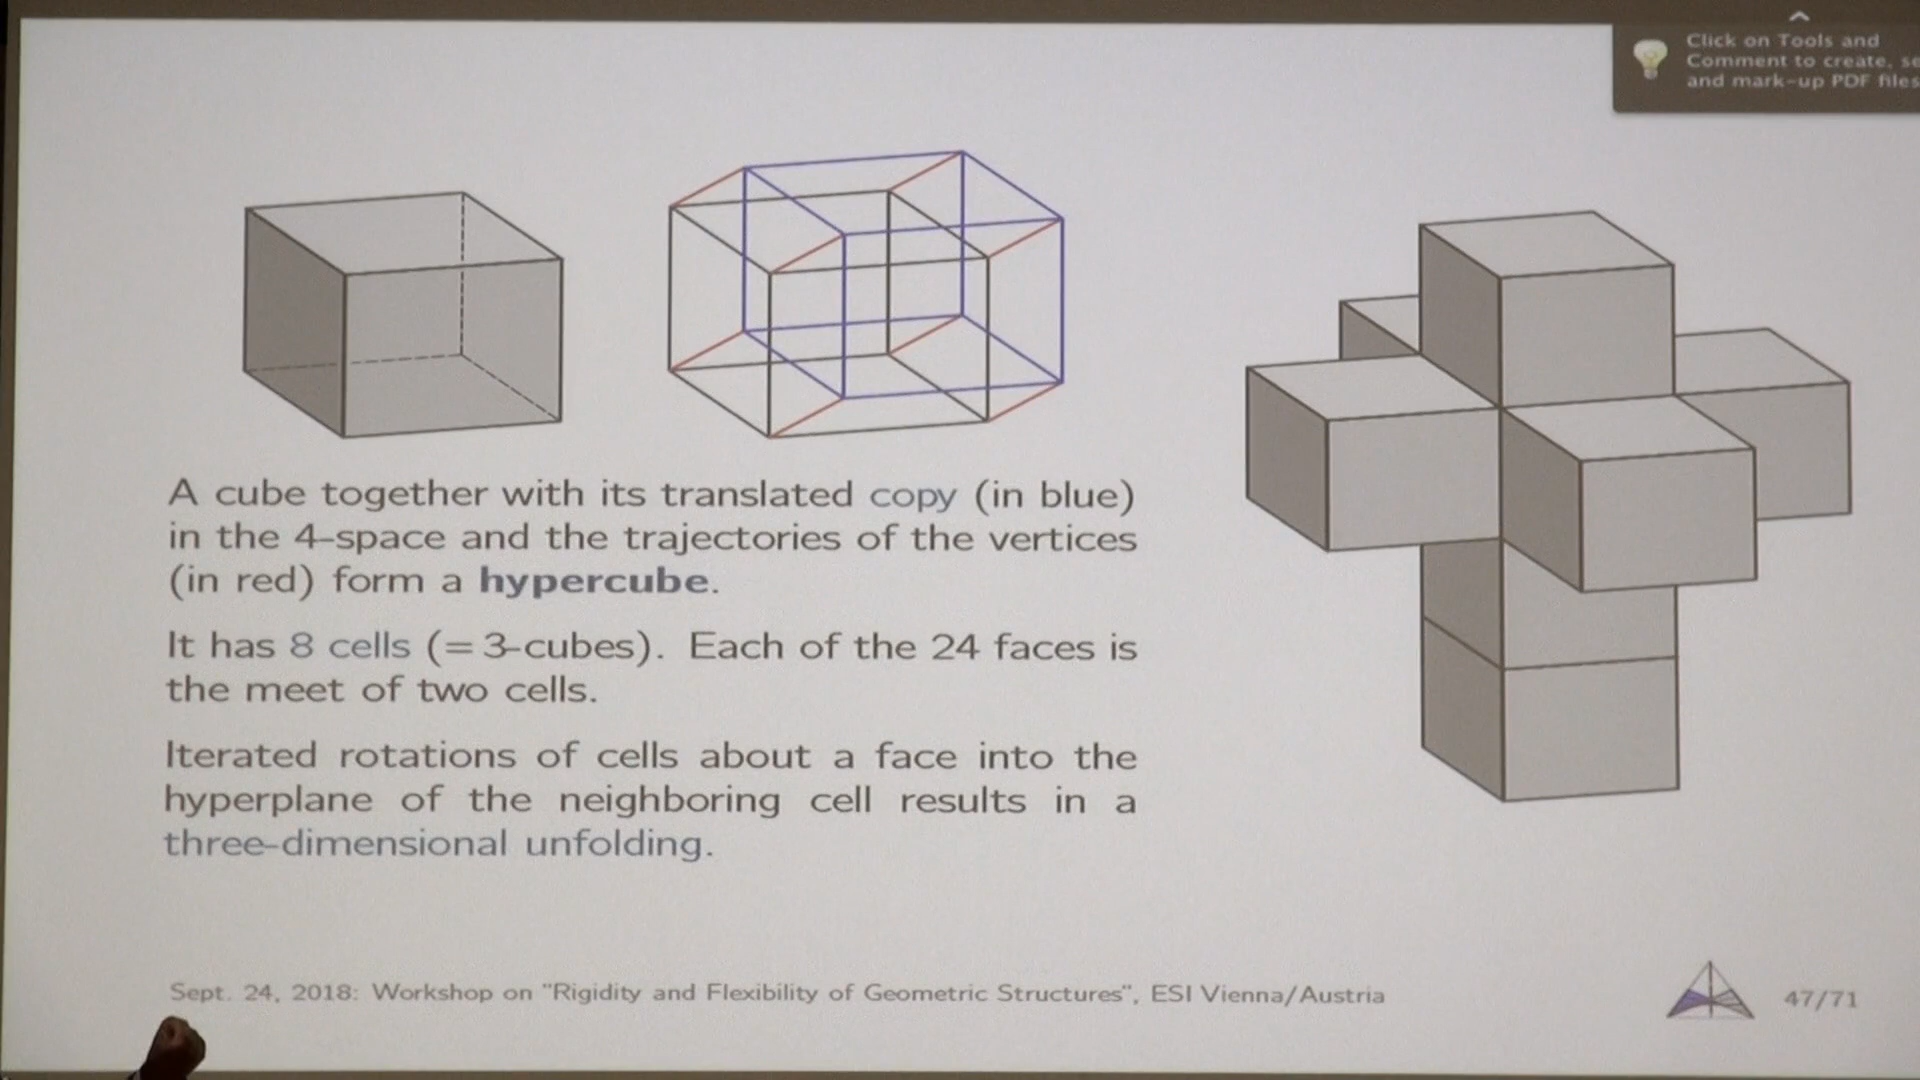 Click on Tools and
Comment to create, se
and mark-up PDF files
A cube together with its translated copy (in blue)
in the 4-space and the trajectories of the vertices
(in red) form a hypercube.
It has 8 cells (= 3-cubes). Each of the 24 faces is
the meet of two cells.
Iterated rotations of cells about a face into the
hyperplane of the neighboring cell results in a
three-dimensional unfolding.
Sept. 24, 2018: Workshop on "Rigidity and Flexibility of Geometric Structures", ESI Vienna/Austria
47/71